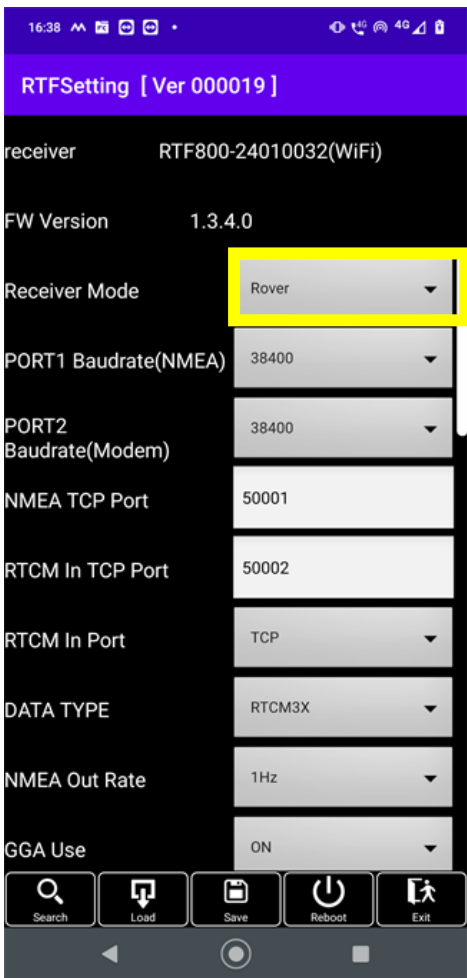 16:38
4G 4G
RTFSetting [ Ver 000019 ]
receiver RTF800-24010032(WiFi)
FW Version 1.3.4.0
Receiver Mode Rover
PORT1 Baudrate(NMEA) 38400
PORT2
Baudrate(Modem) 38400
NMEA TCP Port 50001
RTCM In TCP Port 50002
RTCM In Port TCP
DATA TYPE RTCM3X
NMEA Out Rate 1Hz
GGA Use ON
Search Load Save Reboot Exit